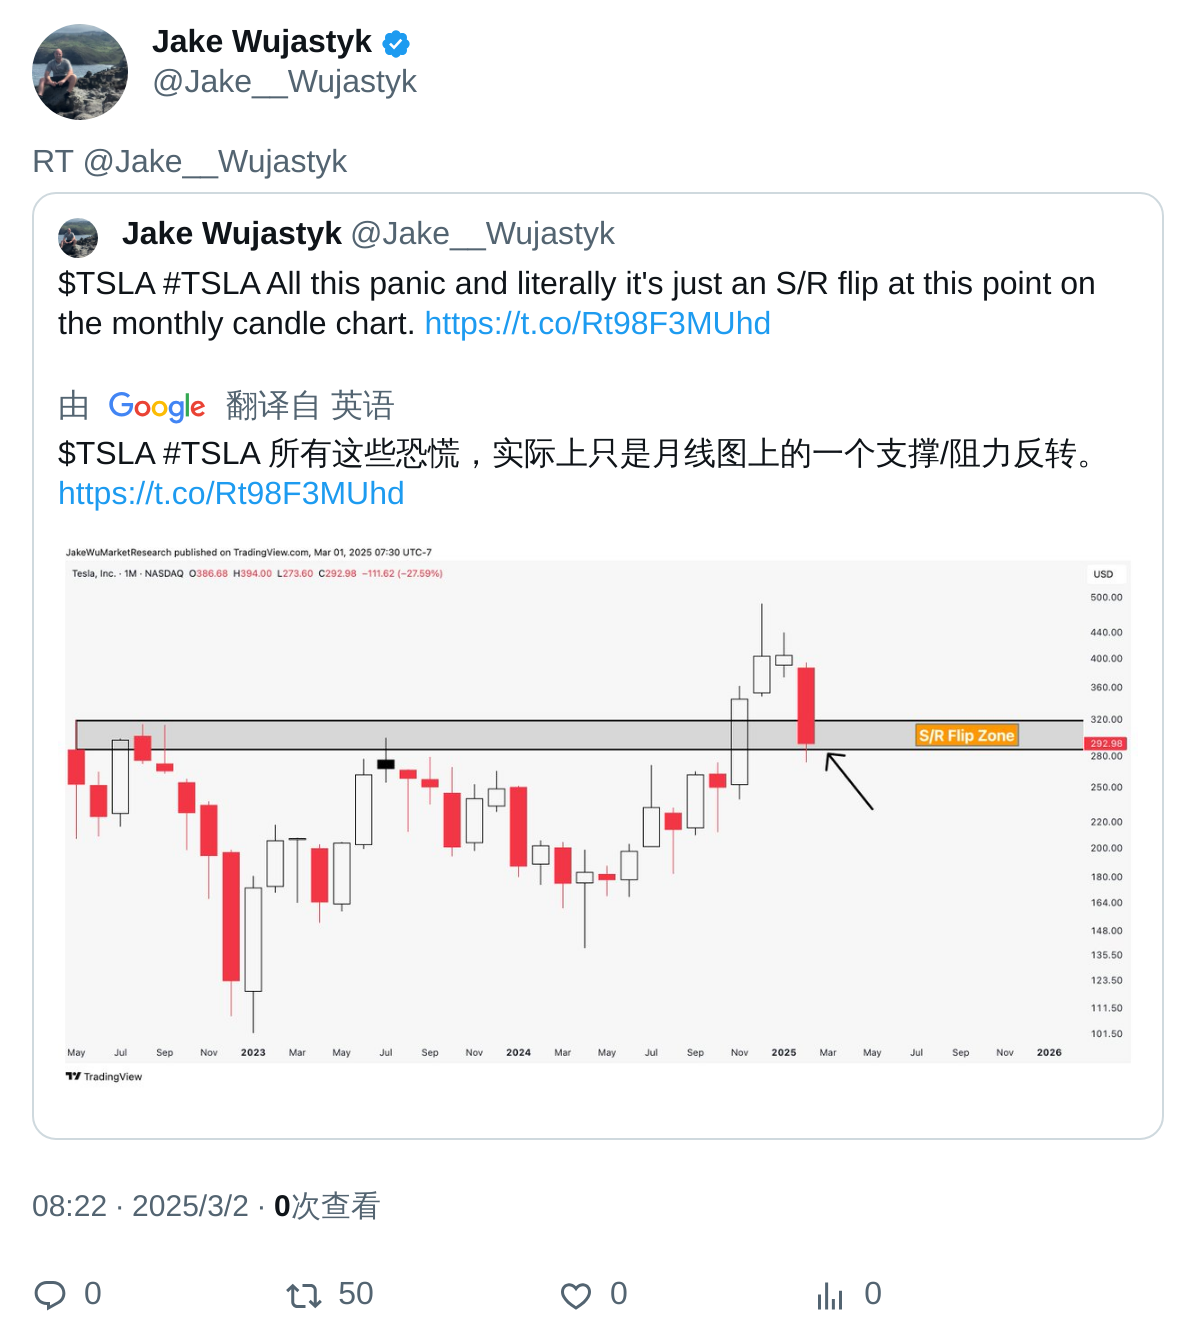 Jake Wujastyk
@Jake__Wujastyk
RT @Jake__Wujastyk
Jake Wujastyk @Jake__Wujastyk
$TSLA #TSLA All this panic and literally it's just an S/R flip at this point on
the monthly candle chart. https://t.co/Rt98F3MUhd
由 Google 翻译自 英语
$TSLA #TSLA 所有这些恐慌，实际上只是月线图上的一个支撑/阻力反转。
https://t.co/Rt98F3MUhd
JakeWuMarketResearch published on TradingView.com, Mar 01, 2025 07:30 UTC-7
Tesla, Inc. · 1M · NASDAQ O386.68 H394.00 L273.60 C292.98 −111.62 (−27.59%)
USD
500.00
440.00
400.00
360.00
320.00
S/R Flip Zone
292.98
280.00
250.00
220.00
200.00
180.00
164.00
148.00
135.50
123.50
111.50
101.50
May Jul Sep Nov 2023 Mar May Jul Sep Nov 2024 Mar May Jul Sep Nov 2025 Mar May Jul Sep Nov 2026
TradingView
08:22 · 2025/3/2 · 0次查看
0 50 0 0